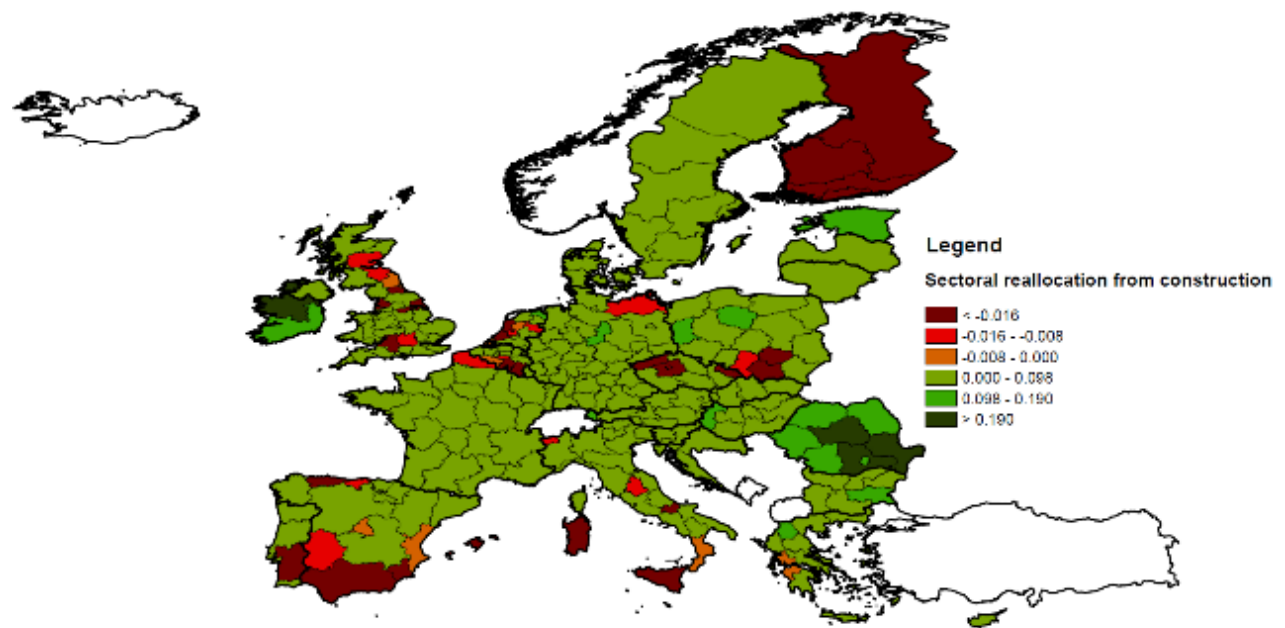 Legend
Sectoral reallocation from construction
< -0.016
-0.016 - -0.008
-0.008 - 0.000
0.000 - 0.098
0.098 - 0.190
> 0.190